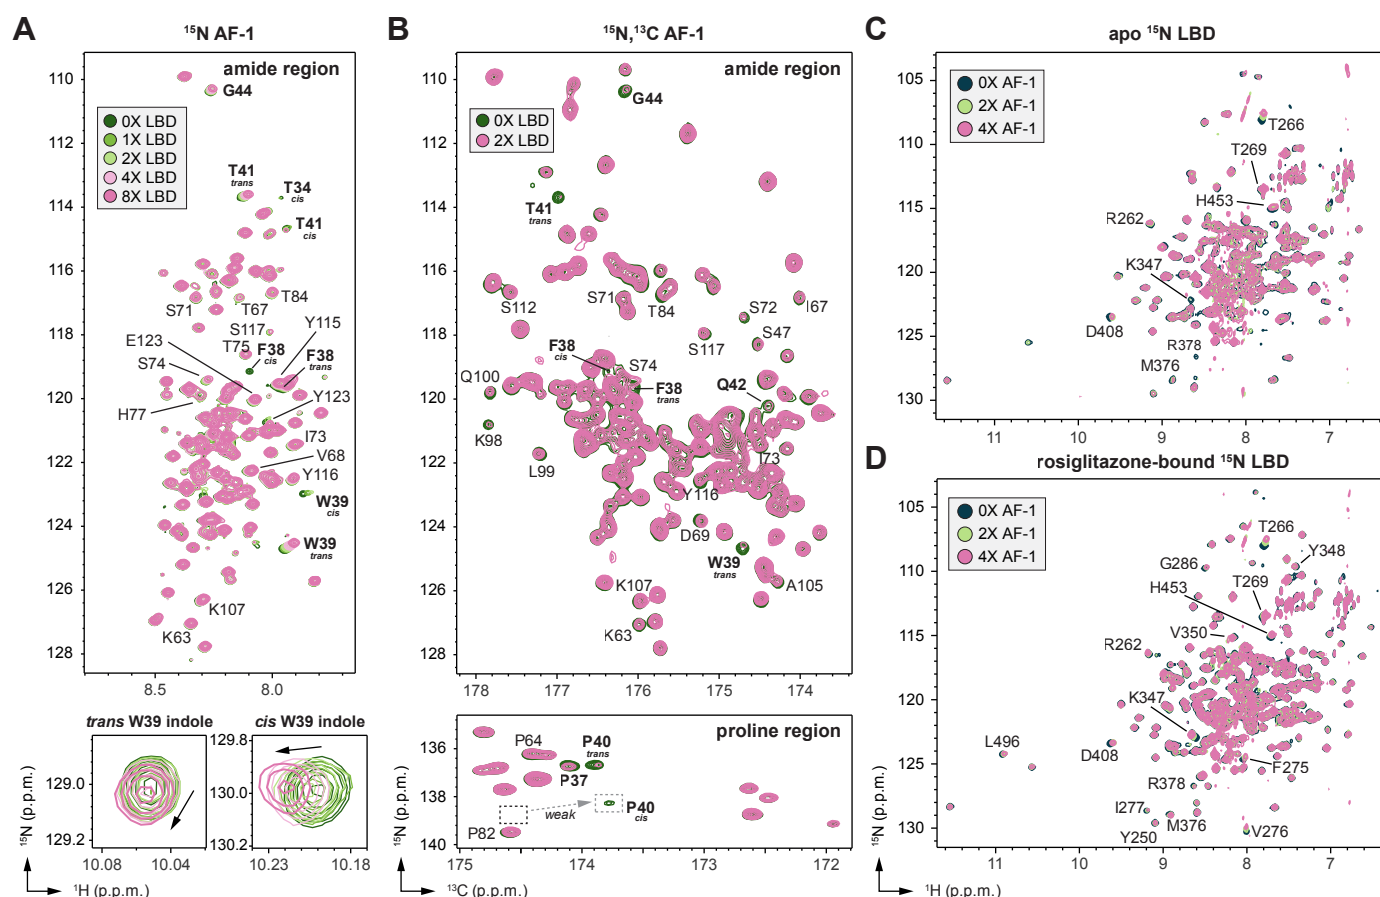 A
¹⁵N AF-1
amide region
G44
0X LBD
1X LBD
2X LBD
4X LBD
8X LBD
T41
trans
T34
cis
T41
cis
S71
T67
T84
S117
Y115
E123
T75
F38
cis
F38
trans
S74
H77
Y123
I73
V68
Y116
W39
cis
W39
trans
K107
K63
110
112
114
116
118
120
122
124
126
128
8.5
8.0
trans W39 indole
129.0
129.2
10.08
10.04
cis W39 indole
129.8
130.0
130.2
10.22
10.18
¹⁵N (p.p.m.)
¹H (p.p.m.)
B
¹⁵N,¹³C AF-1
amide region
0X LBD
2X LBD
G44
T41
trans
S112
S71
T84
S72
I67
S117
S47
F38
cis
S74
F38
trans
Q42
Q100
K98
L99
I73
Y116
D69
W39
trans
K107
A105
K63
110
112
114
116
118
120
122
124
126
128
178
177
176
175
174
proline region
P64
P40
trans
P37
P40
cis
weak
P82
136
138
140
175
174
173
172
¹⁵N (p.p.m.)
¹³C (p.p.m.)
C
apo ¹⁵N LBD
0X AF-1
2X AF-1
4X AF-1
T266
T269
H453
R262
K347
D408
R378
M376
105
110
115
120
125
130
11
10
9
8
7
D
rosiglitazone-bound ¹⁵N LBD
0X AF-1
2X AF-1
4X AF-1
T266
Y348
G286
T269
H453
V350
R262
K347
L496
D408
F275
R378
I277
M376
V276
Y250
105
110
115
120
125
130
11
10
9
8
7
¹⁵N (p.p.m.)
¹H (p.p.m.)